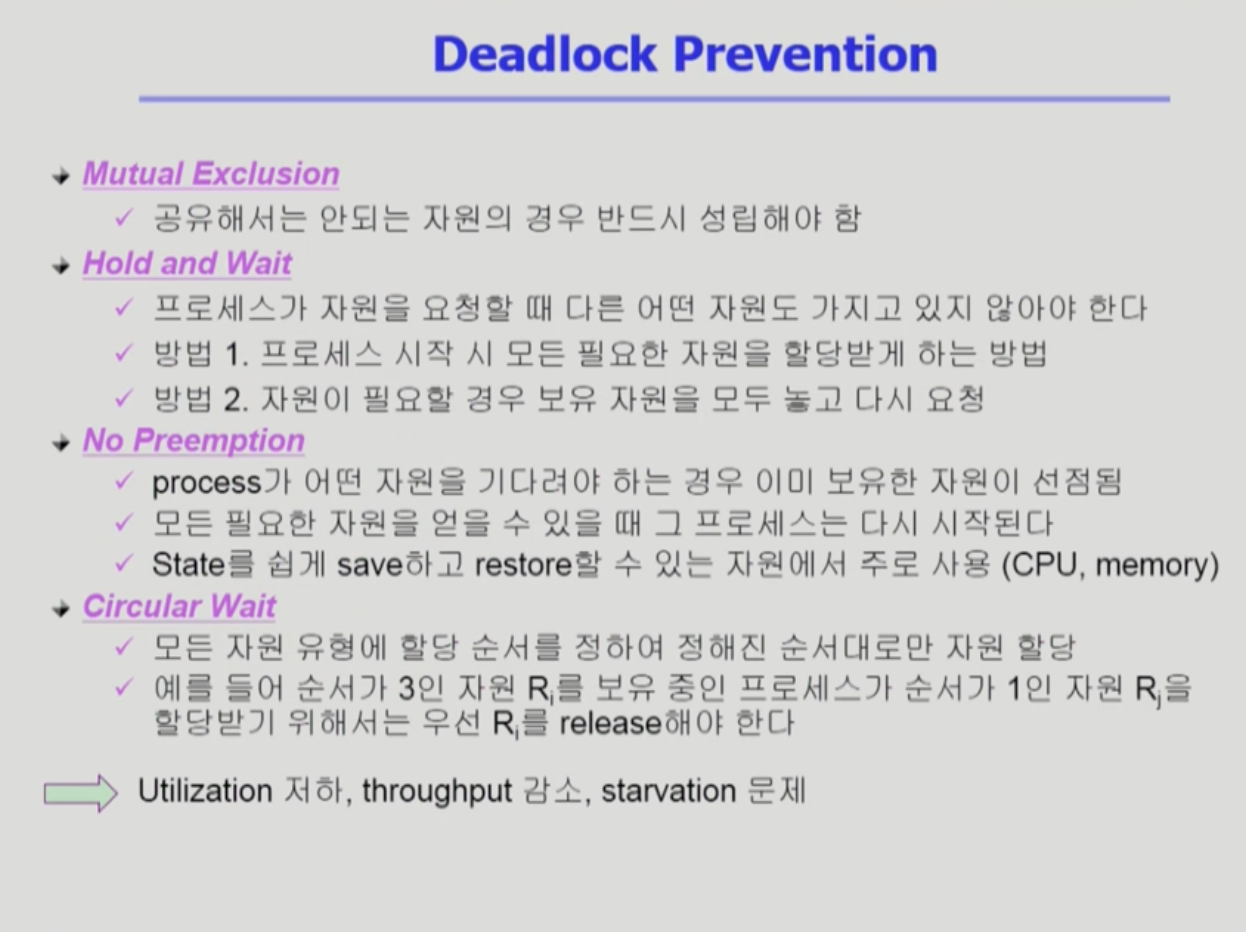 Deadlock Prevention
Mutual Exclusion
공유해서는 안되는 자원의 경우 반드시 성립해야 함
Hold and Wait
프로세스가 자원을 요청할 때 다른 어떤 자원도 가지고 있지 않아야 한다
방법 1. 프로세스 시작 시 모든 필요한 자원을 할당받게 하는 방법
방법 2. 자원이 필요할 경우 보유 자원을 모두 놓고 다시 요청
No Preemption
process가 어떤 자원을 기다려야 하는 경우 이미 보유한 자원이 선점됨
모든 필요한 자원을 얻을 수 있을 때 그 프로세스는 다시 시작된다
State를 쉽게 save하고 restore할 수 있는 자원에서 주로 사용 (CPU, memory)
Circular Wait
모든 자원 유형에 할당 순서를 정하여 정해진 순서대로만 자원 할당
예를 들어 순서가 3인 자원 Ri를 보유 중인 프로세스가 순서가 1인 자원 Rj을
할당받기 위해서는 우선 Ri를 release해야 한다
Utilization 저하, throughput 감소, starvation 문제